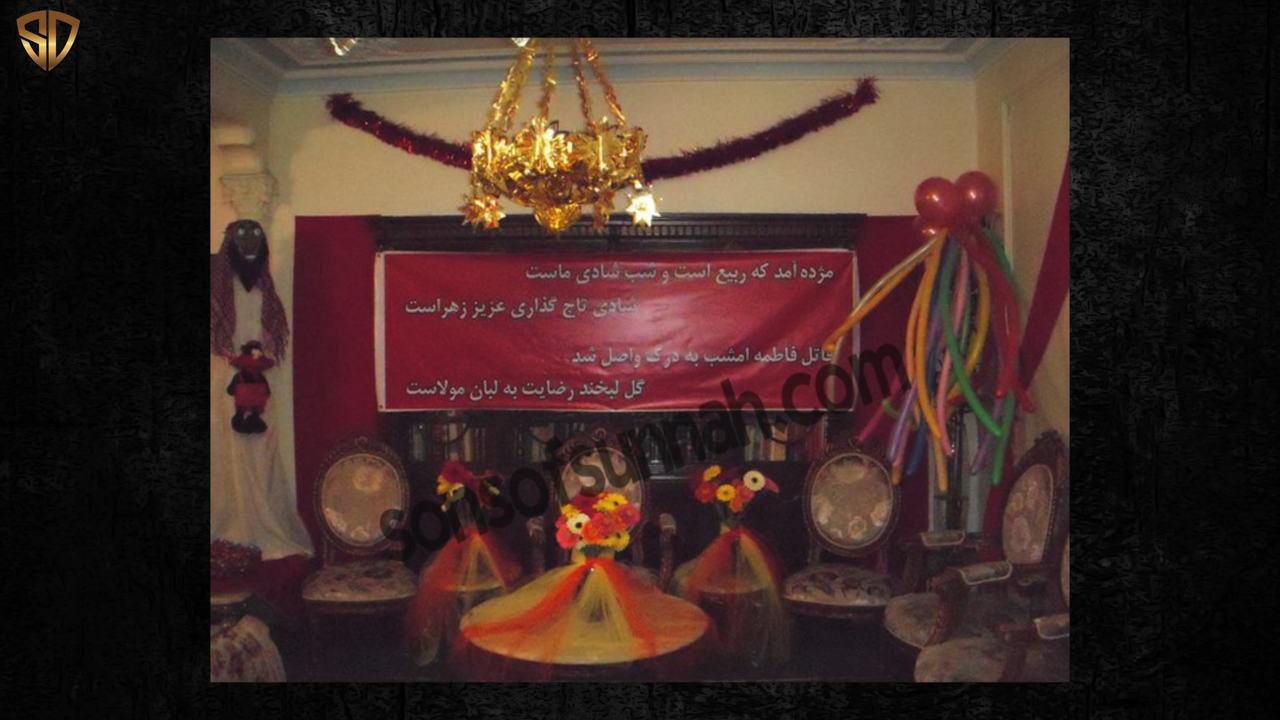 SD
مژده آمد که ربیع است و شب شادی ماست
شادی تاج گذاری عزیز زهراست
قاتل فاطمه امشب به درک واصل شد
گل لبخند رضایت به لبان مولاست
sonsofsunnah.com